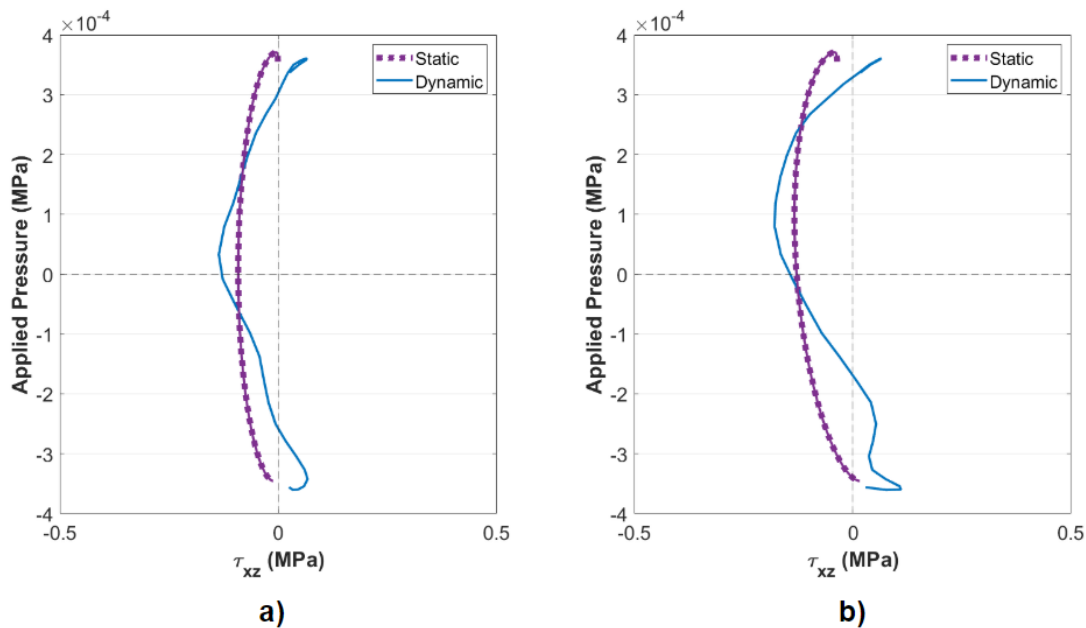 ×10⁻⁴
4
3
2
1
0
-1
-2
-3
-4
Applied Pressure (MPa)
Static
Dynamic
-0.5
0
0.5
τxz (MPa)
a)
×10⁻⁴
4
3
2
1
0
-1
-2
-3
-4
Applied Pressure (MPa)
Static
Dynamic
-0.5
0
0.5
τxz (MPa)
b)